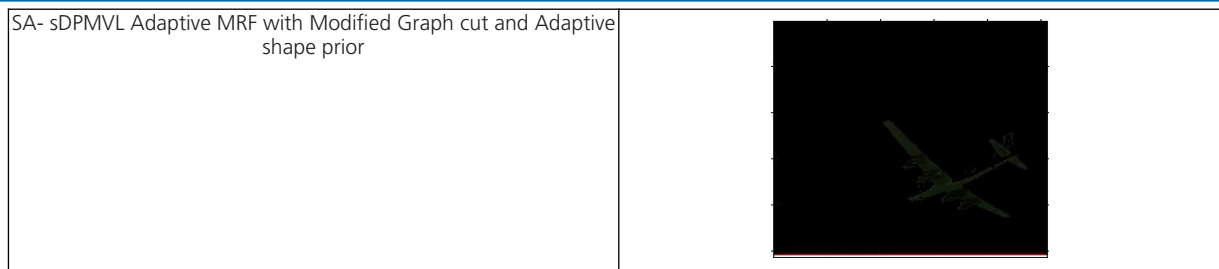 SA- sDPMVL Adaptive MRF with Modified Graph cut and Adaptive
shape prior